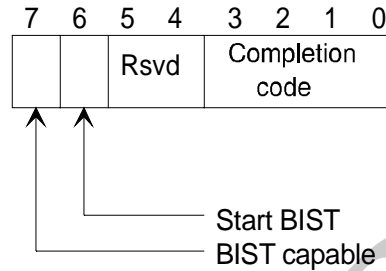 7 6 5 4 3 2 1 0
Rsvd Completion
code
Start BIST
BIST capable